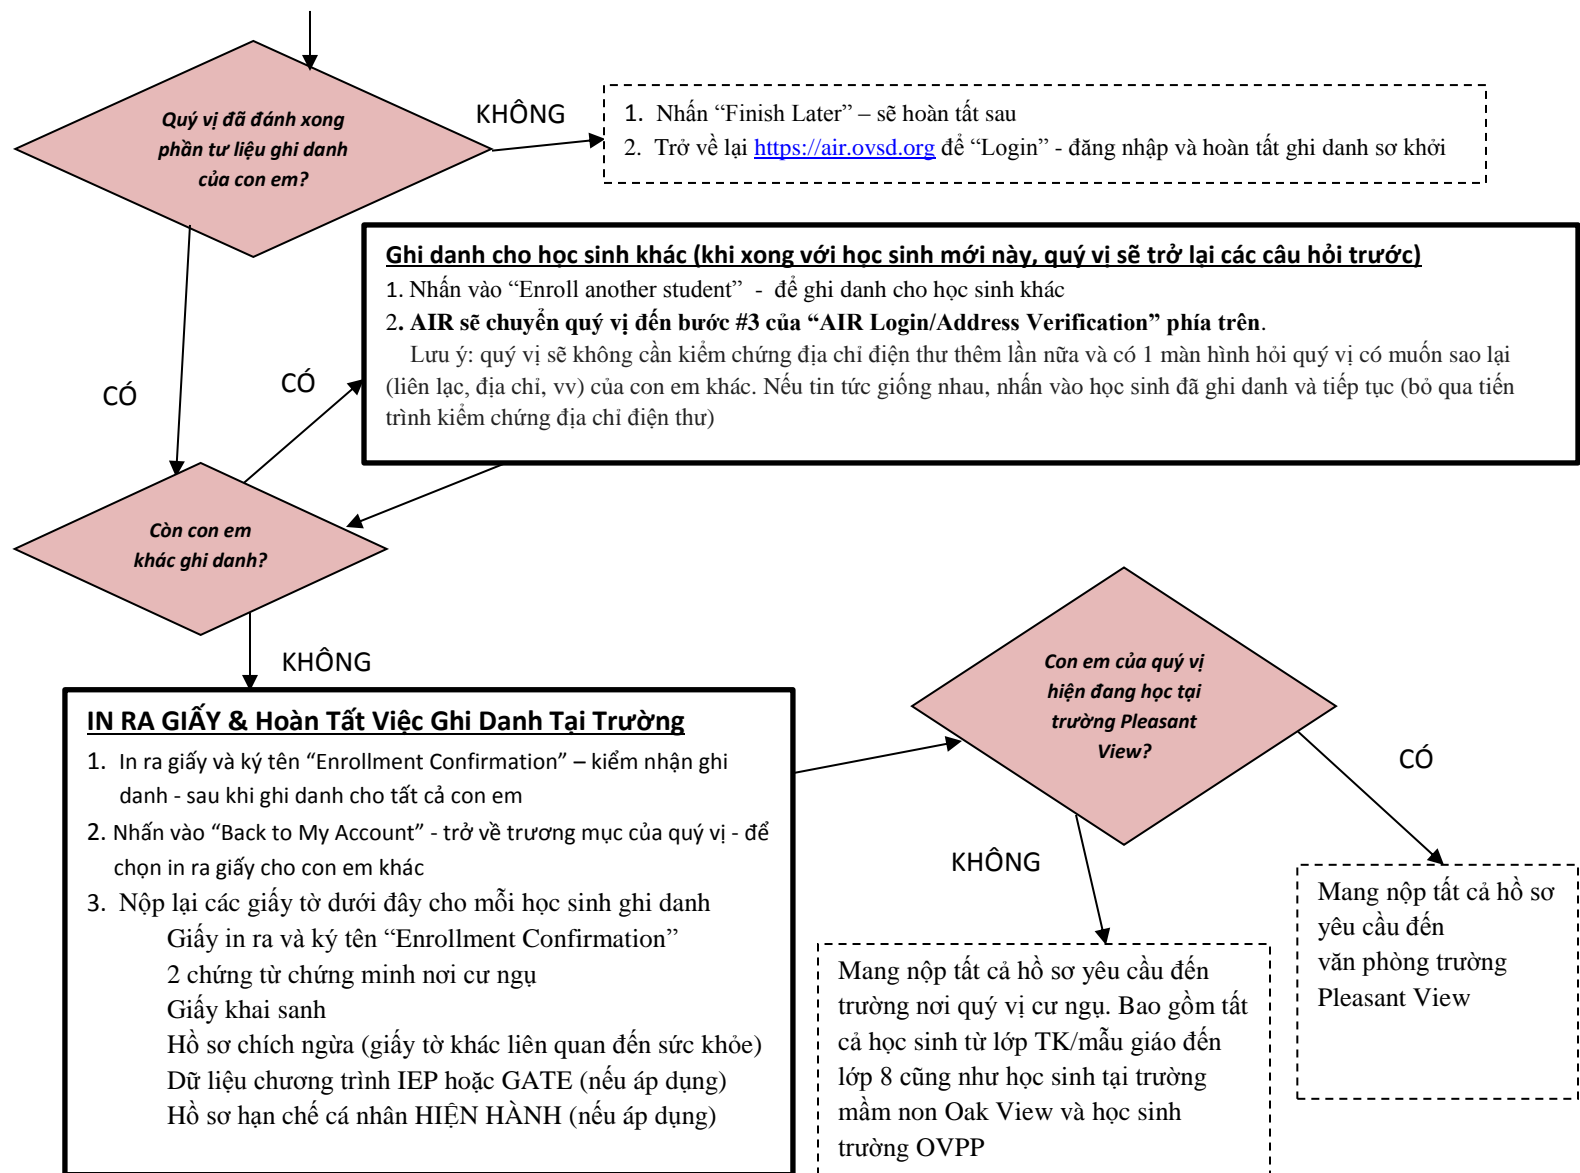 Quý vị đã đánh xong
phần tư liệu ghi danh
của con em?
KHÔNG
1. Nhấn “Finish Later” – sẽ hoàn tất sau
2. Trở về lại https://air.ovsd.org để “Login” - đăng nhập và hoàn tất ghi danh sơ khởi
CÓ
Ghi danh cho học sinh khác (khi xong với học sinh mới này, quý vị sẽ trở lại các câu hỏi trước)
1. Nhấn vào “Enroll another student” - để ghi danh cho học sinh khác
2. AIR sẽ chuyển quý vị đến bước #3 của “AIR Login/Address Verification” phía trên.
Lưu ý: quý vị sẽ không cần kiểm chứng địa chỉ điện thư thêm lần nữa và có 1 màn hình hỏi quý vị có muốn sao lại
(liên lạc, địa chỉ, vv) của con em khác. Nếu tin tức giống nhau, nhấn vào học sinh đã ghi danh và tiếp tục (bỏ qua tiến
trình kiểm chứng địa chỉ điện thư)
CÓ
Còn con em
khác ghi danh?
KHÔNG
IN RA GIẤY & Hoàn Tất Việc Ghi Danh Tại Trường
1. In ra giấy và ký tên “Enrollment Confirmation” – kiểm nhận ghi
danh - sau khi ghi danh cho tất cả con em
2. Nhấn vào “Back to My Account” - trở về trương mục của quý vị - để
chọn in ra giấy cho con em khác
3. Nộp lại các giấy tờ dưới đây cho mỗi học sinh ghi danh
Giấy in ra và ký tên “Enrollment Confirmation”
2 chứng từ chứng minh nơi cư ngụ
Giấy khai sanh
Hồ sơ chích ngừa (giấy tờ khác liên quan đến sức khỏe)
Dữ liệu chương trình IEP hoặc GATE (nếu áp dụng)
Hồ sơ hạn chế cá nhân HIỆN HÀNH (nếu áp dụng)
Con em của quý vị
hiện đang học tại
trường Pleasant
View?
KHÔNG
Mang nộp tất cả hồ sơ yêu cầu đến
trường nơi quý vị cư ngụ. Bao gồm tất
cả học sinh từ lớp TK/mẫu giáo đến
lớp 8 cũng như học sinh tại trường
mầm non Oak View và học sinh
trường OVPP
CÓ
Mang nộp tất cả hồ sơ
yêu cầu đến
văn phòng trường
Pleasant View